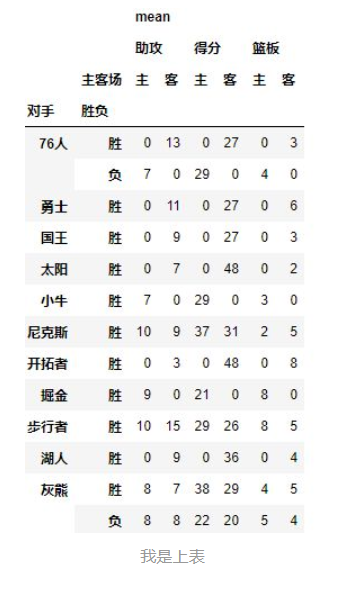 mean
助攻 得分 篮板
主客场 主 客 主 客 主 客
对手 胜负
76人 胜 0 13 0 27 0 3
负 7 0 29 0 4 0
勇士 胜 0 11 0 27 0 6
国王 胜 0 9 0 27 0 3
太阳 胜 0 7 0 48 0 2
小牛 胜 7 0 29 0 3 0
尼克斯 胜 10 9 37 31 2 5
开拓者 胜 0 3 0 48 0 8
掘金 胜 9 0 21 0 8 0
步行者 胜 10 15 29 26 8 5
湖人 胜 0 9 0 36 0 4
灰熊 胜 8 7 38 29 4 5
负 8 8 22 20 5 4
我是上表